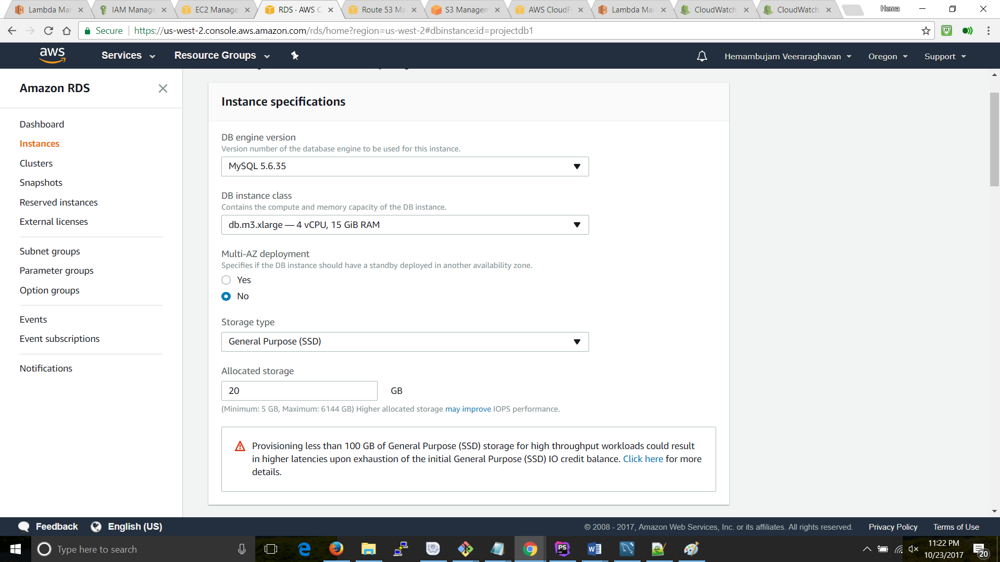 Lambda Mar
IAM Manage
EC2 Manage
RDS · AWS C
Route 53 Ma
S3 Managem
AWS CloudF
Lambda Mar
CloudWatch
CloudWatch
Hema
Secure
https://us-west-2.console.aws.amazon.com/rds/home?region=us-west-2#dbinstance:id=projectdb1
aws
Services
Resource Groups
Hemambujam Veeraraghavan
Oregon
Support
Amazon RDS
Dashboard
Instances
Clusters
Snapshots
Reserved instances
External licenses
Subnet groups
Parameter groups
Option groups
Events
Event subscriptions
Notifications
Instance specifications
DB engine version
Version number of the database engine to be used for this instance.
MySQL 5.6.35
DB instance class
Contains the compute and memory capacity of the DB instance.
db.m3.xlarge — 4 vCPU, 15 GiB RAM
Multi-AZ deployment
Specifies if the DB instance should have a standby deployed in another availability zone.
Yes
No
Storage type
General Purpose (SSD)
Allocated storage
20 GB
(Minimum: 5 GB, Maximum: 6144 GB) Higher allocated storage may improve IOPS performance.
Provisioning less than 100 GB of General Purpose (SSD) storage for high throughput workloads could result
in higher latencies upon exhaustion of the initial General Purpose (SSD) IO credit balance. Click here for more
details.
Feedback
English (US)
© 2008 - 2017, Amazon Web Services, Inc. or its affiliates. All rights reserved.
Privacy Policy
Terms of Use
Type here to search
PS
11:22 PM
10/23/2017
20